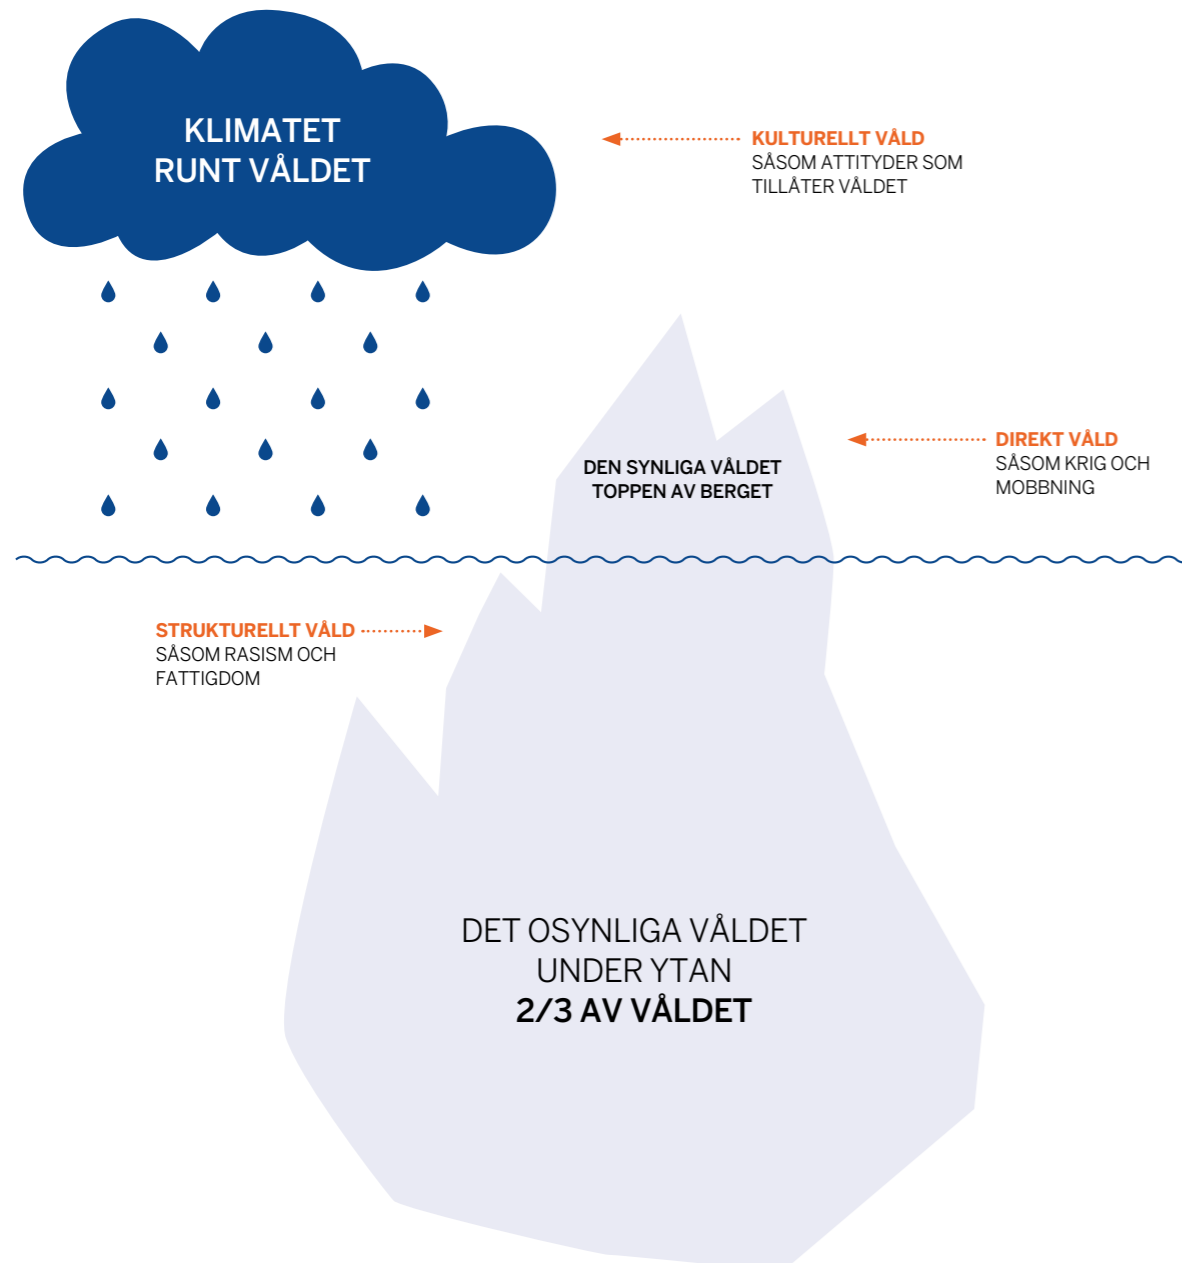 KLIMATET
RUNT VÅLDET
KULTURELLT VÅLD
SÅSOM ATTITYDER SOM
TILLÅTER VÅLDET
DEN SYNLIGA VÅLDET
TOPPEN AV BERGET
DIREKT VÅLD
SÅSOM KRIG OCH
MOBBNING
STRUKTURELLT VÅLD
SÅSOM RASISM OCH
FATTIGDOM
DET OSYNLIGA VÅLDET
UNDER YTAN
2/3 AV VÅLDET